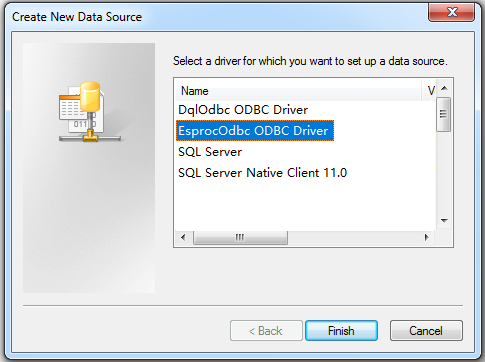 Create New Data Source
Select a driver for which you want to set up a data source.
Name V
DqlOdbc ODBC Driver
EsprocOdbc ODBC Driver
SQL Server
SQL Server Native Client 11.0
< Back Finish Cancel